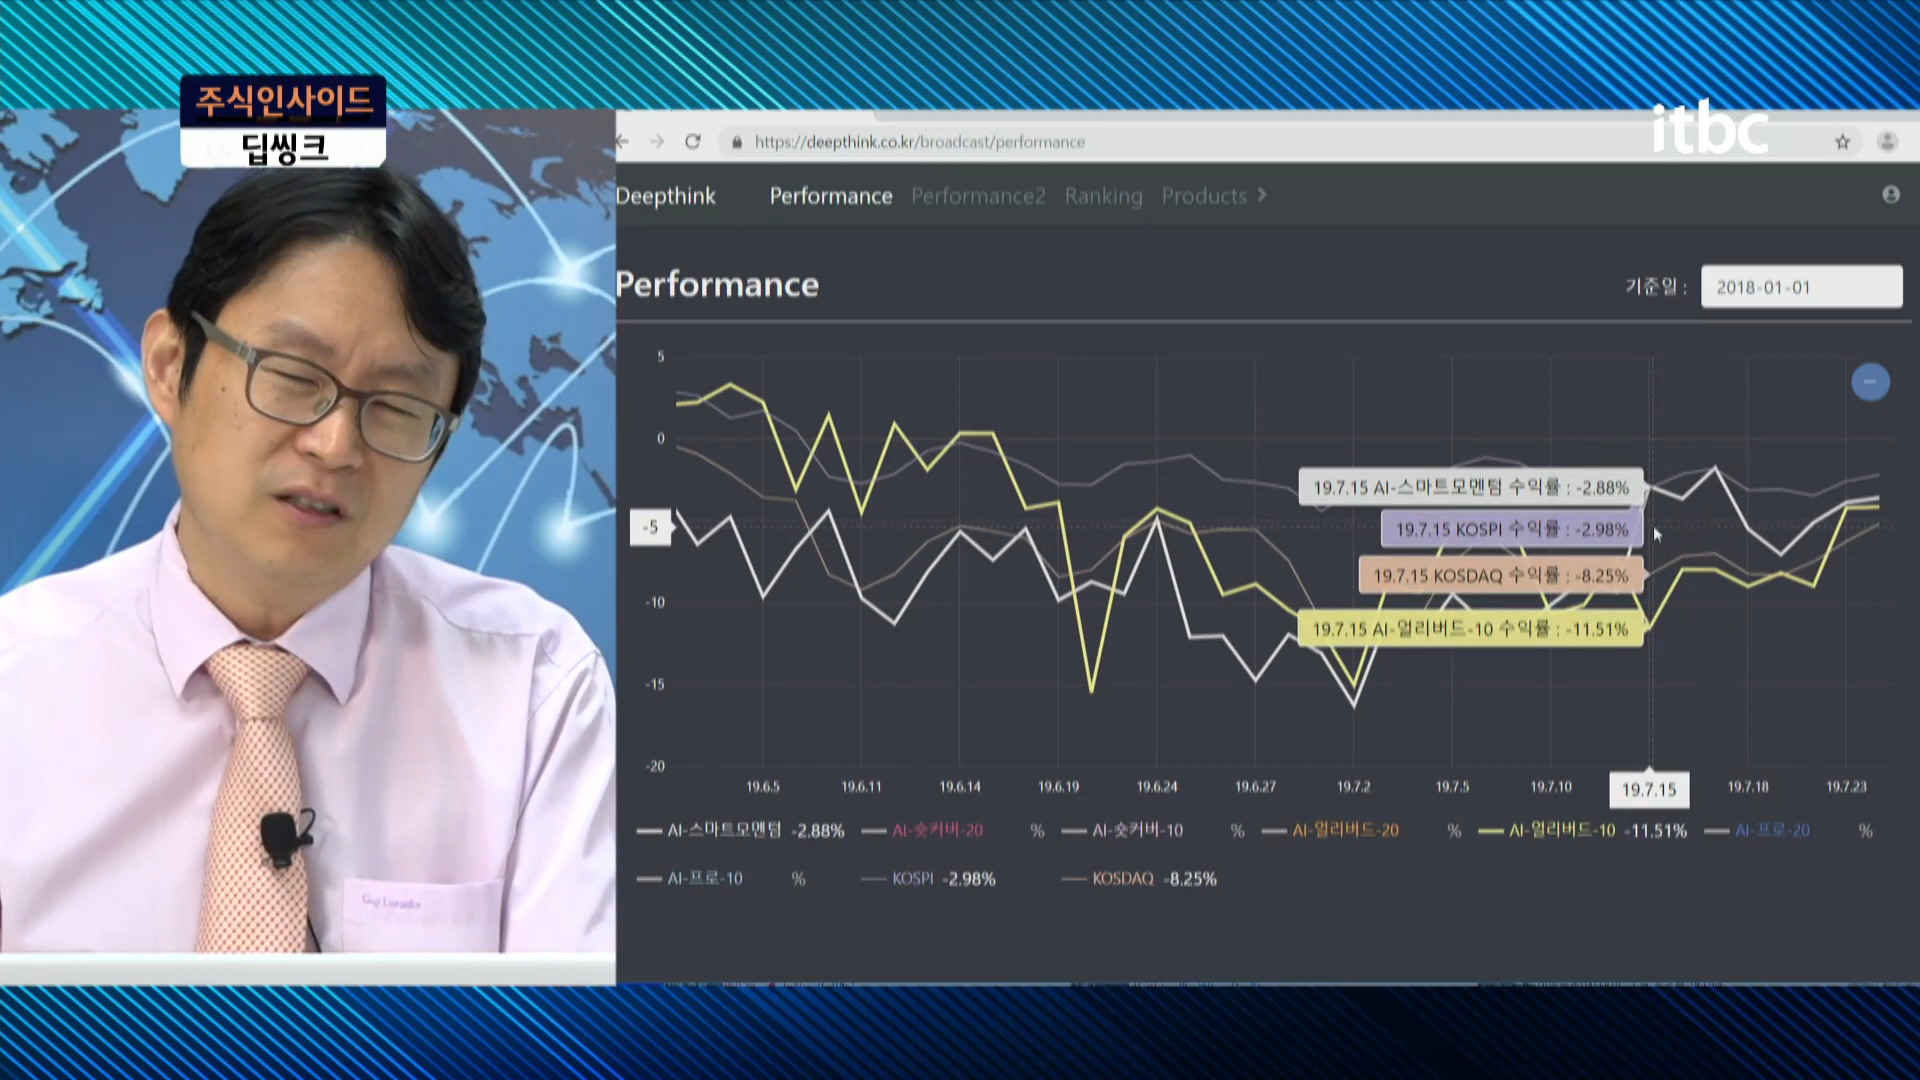 주식인사이드
딥씽크
itbc
https://deepthink.co.kr/broadcast/performance
Deepthink Performance Performance2 Ranking Products
Performance
기준일 : 2018-01-01
5
0
-5
-10
-15
-20
19.7.15 AI-스마트모멘텀 수익률 : -2.88%
19.7.15 KOSPI 수익률 : -2.98%
19.7.15 KOSDAQ 수익률 : -8.25%
19.7.15 AI-얼리버드-10 수익률 : -11.51%
19.6.5 19.6.11 19.6.14 19.6.19 19.6.24 19.6.27 19.7.2 19.7.5 19.7.10 19.7.15 19.7.18 19.7.23
AI-스마트모멘텀 -2.88% AI-숏커버-20 % AI-숏커버-10 % AI-얼리버드-20 % AI-얼리버드-10 -11.51% AI-프로-20 %
AI-프로-10 % KOSPI -2.98% KOSDAQ -8.25%